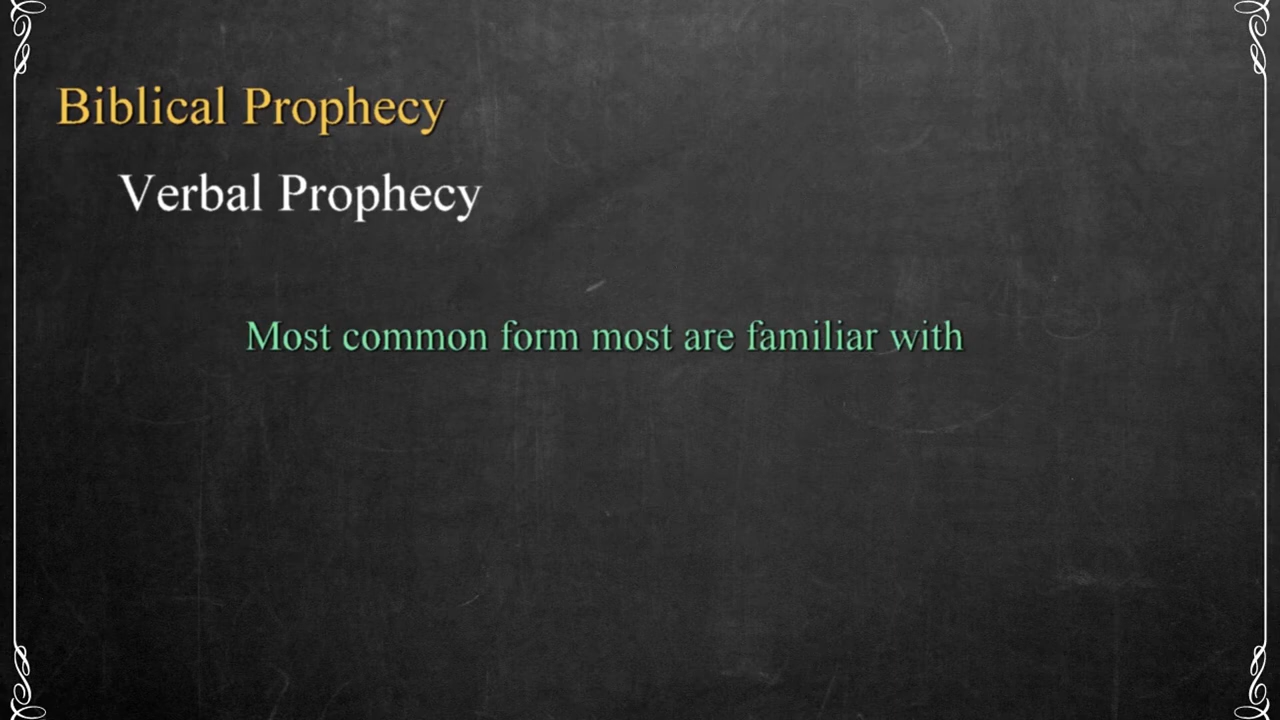 Biblical Prophecy
Verbal Prophecy
Most common form most are familiar with